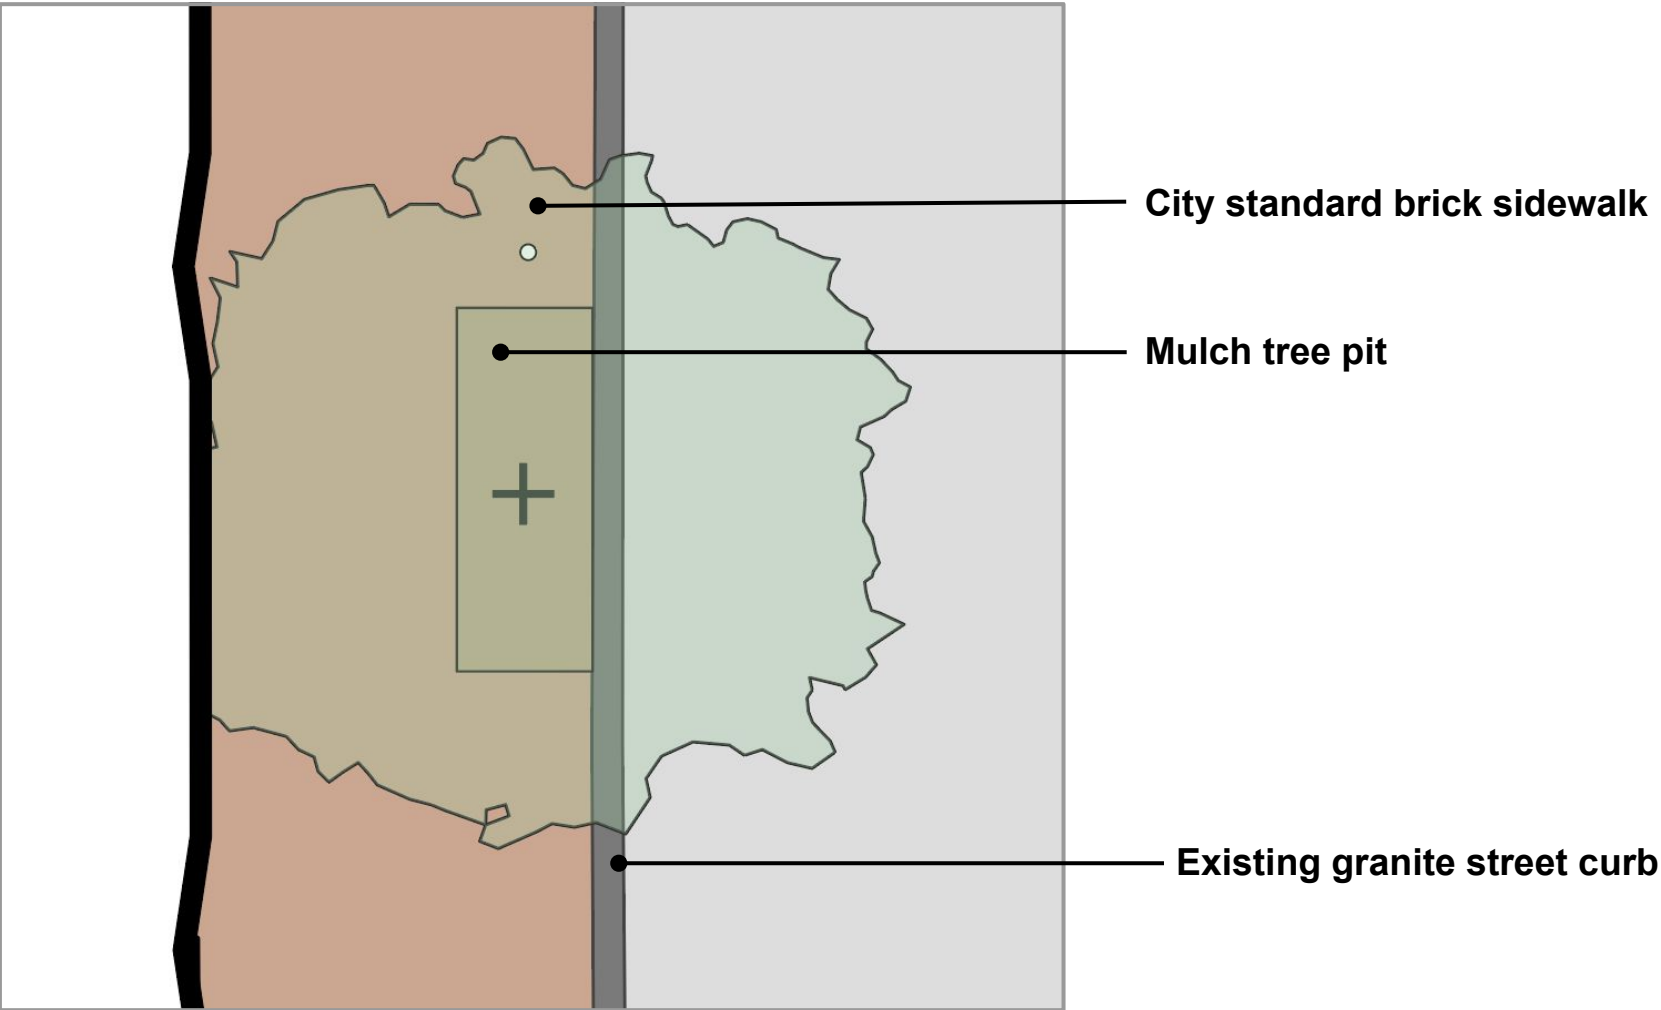 City standard brick sidewalk
Mulch tree pit
Existing granite street curb